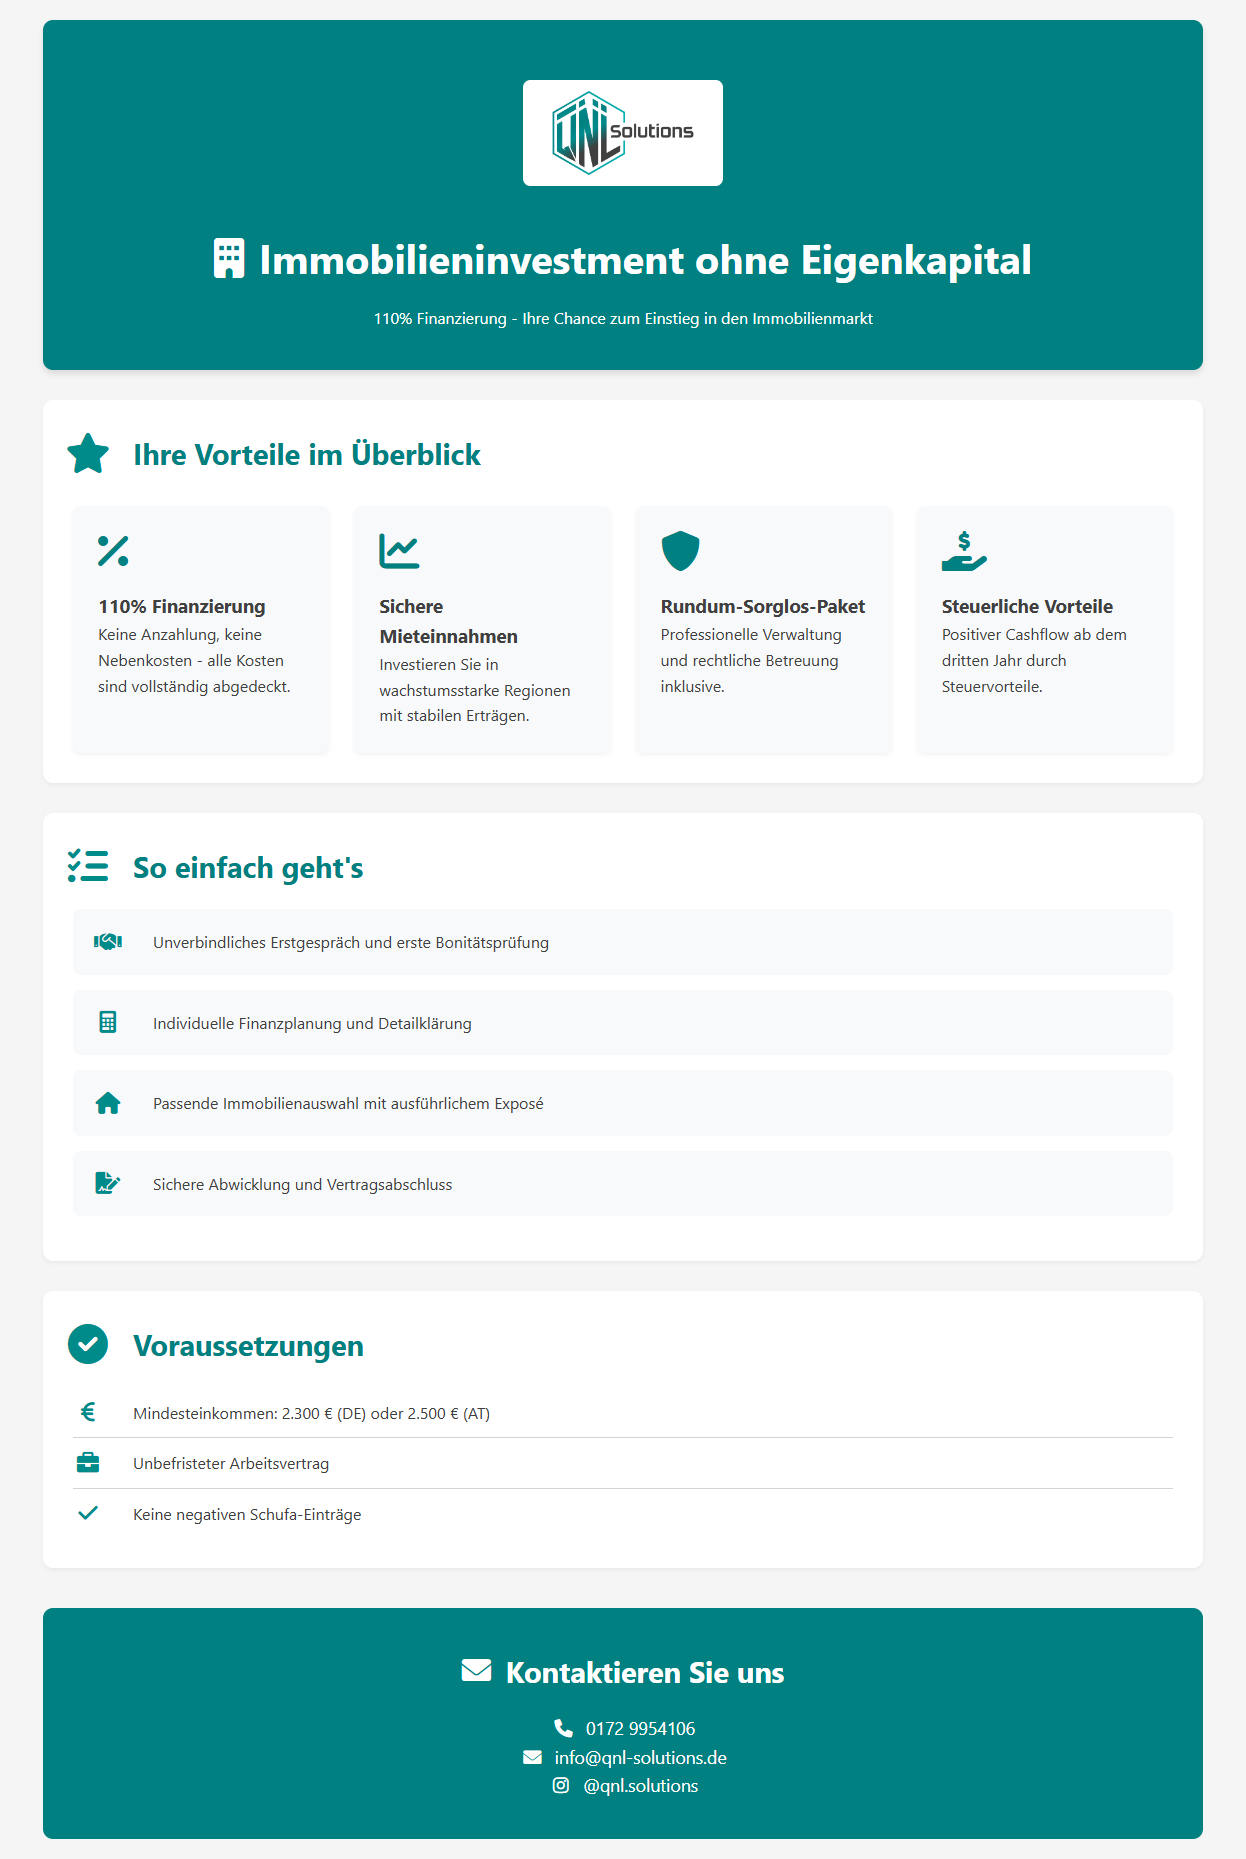 QNL Solutions
Immobilieninvestment ohne Eigenkapital
110% Finanzierung - Ihre Chance zum Einstieg in den Immobilienmarkt
Ihre Vorteile im Überblick
110% Finanzierung
Keine Anzahlung, keine
Nebenkosten - alle Kosten
sind vollständig abgedeckt.
Sichere
Mieteinnahmen
Investieren Sie in
wachstumsstarke Regionen
mit stabilen Erträgen.
Rundum-Sorglos-Paket
Professionelle Verwaltung
und rechtliche Betreuung
inklusive.
Steuerliche Vorteile
Positiver Cashflow ab dem
dritten Jahr durch
Steuervorteile.
So einfach geht's
Unverbindliches Erstgespräch und erste Bonitätsprüfung
Individuelle Finanzplanung und Detailklärung
Passende Immobilienauswahl mit ausführlichem Exposé
Sichere Abwicklung und Vertragsabschluss
Voraussetzungen
Mindesteinkommen: 2.300 € (DE) oder 2.500 € (AT)
Unbefristeter Arbeitsvertrag
Keine negativen Schufa-Einträge
Kontaktieren Sie uns
0172 9954106
info@qnl-solutions.de
@qnl.solutions